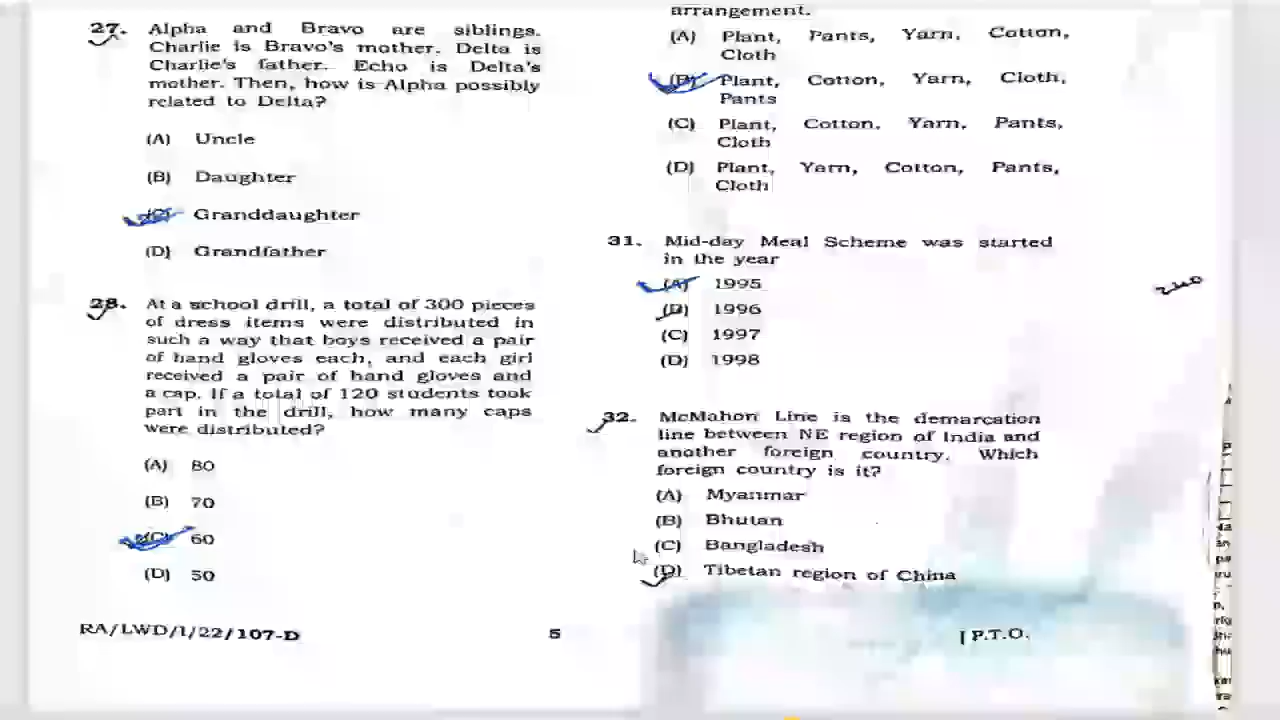 27. Alpha and Bravo are siblings.
Charlie is Bravo's mother. Delta is
Charlie's father. Echo is Delta's
mother. Then, how is Alpha possibly
related to Delta?
(A) Uncle
(B) Daughter
(C) Granddaughter
(D) Grandfather
28. At a school drill, a total of 300 pieces
of dress items were distributed in
such a way that boys received a pair
of hand gloves each, and each girl
received a pair of hand gloves and
a cap. If a total of 120 students took
part in the drill, how many caps
were distributed?
(A) 80
(B) 70
(C) 60
(D) 50
RA/LWD/1/22/107-D
5
arrangement.
(A) Plant, Pants, Yarn, Cotton,
Cloth
(B) Plant, Cotton, Yarn, Cloth,
Pants
(C) Plant, Cotton, Yarn, Pants,
Cloth
(D) Plant, Yarn, Cotton, Pants,
Cloth
31. Mid-day Meal Scheme was started
in the year
(A) 1995
(B) 1996
(C) 1997
(D) 1998
32. McMahon Line is the demarcation
line between NE region of India and
another foreign country. Which
foreign country is it?
(A) Myanmar
(B) Bhutan
(C) Bangladesh
(D) Tibetan region of China
[ P.T.O.